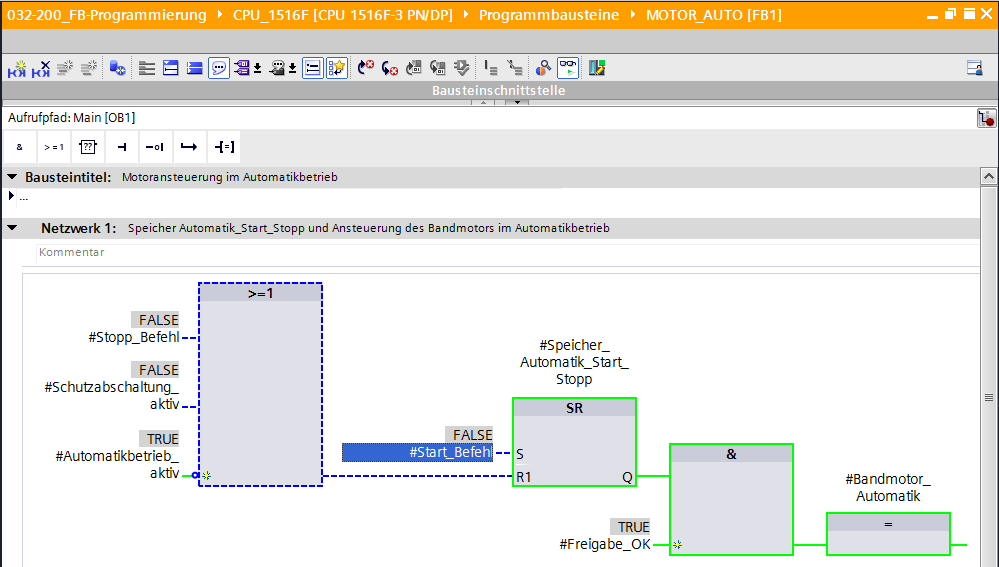 032-200_FB-Programmierung ▸ CPU_1516F [CPU 1516F-3 PN/DP] ▸ Programmbausteine ▸ MOTOR_AUTO [FB1]
Bausteinschnittstelle
Aufrufpfad: Main [OB1]
& >=1 ?? -| -o| -[=]
Bausteintitel: Motoransteuerung im Automatikbetrieb
...
Netzwerk 1: Speicher Automatik_Start_Stopp und Ansteuerung des Bandmotors im Automatikbetrieb
Kommentar
>=1
FALSE
#Stopp_Befehl
FALSE
#Schutzabschaltung_
aktiv
TRUE
#Automatikbetrieb_
aktiv
#Speicher_
Automatik_Start_
Stopp
SR
FALSE
#Start_Befehl
S
R1 Q
&
TRUE
#Freigabe_OK
#Bandmotor_
Automatik
=